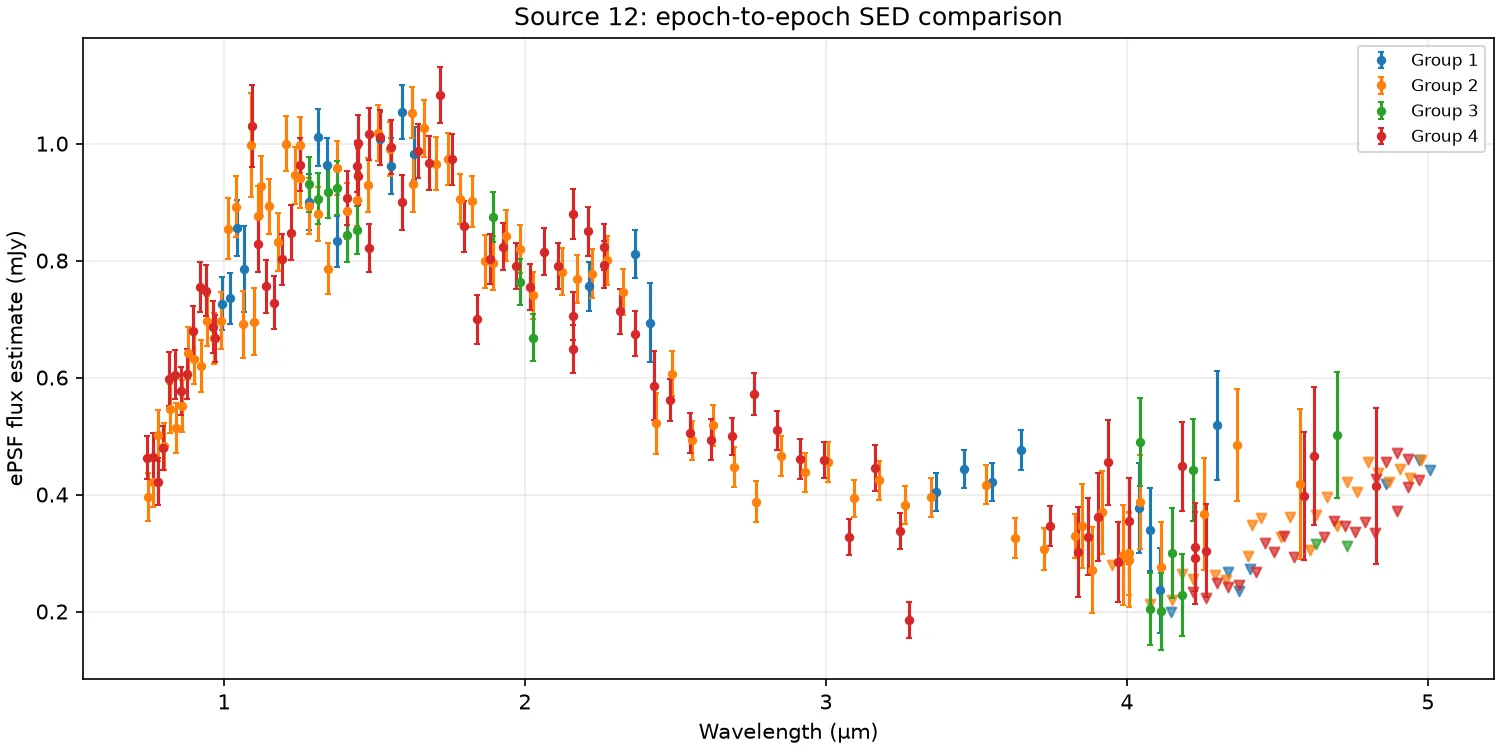 Source 12: epoch-to-epoch SED comparison
Group 1
Group 2
Group 3
Group 4
ePSF flux estimate (mJy)
1.0
0.8
0.6
0.4
0.2
1 2 3 4 5
Wavelength (μm)